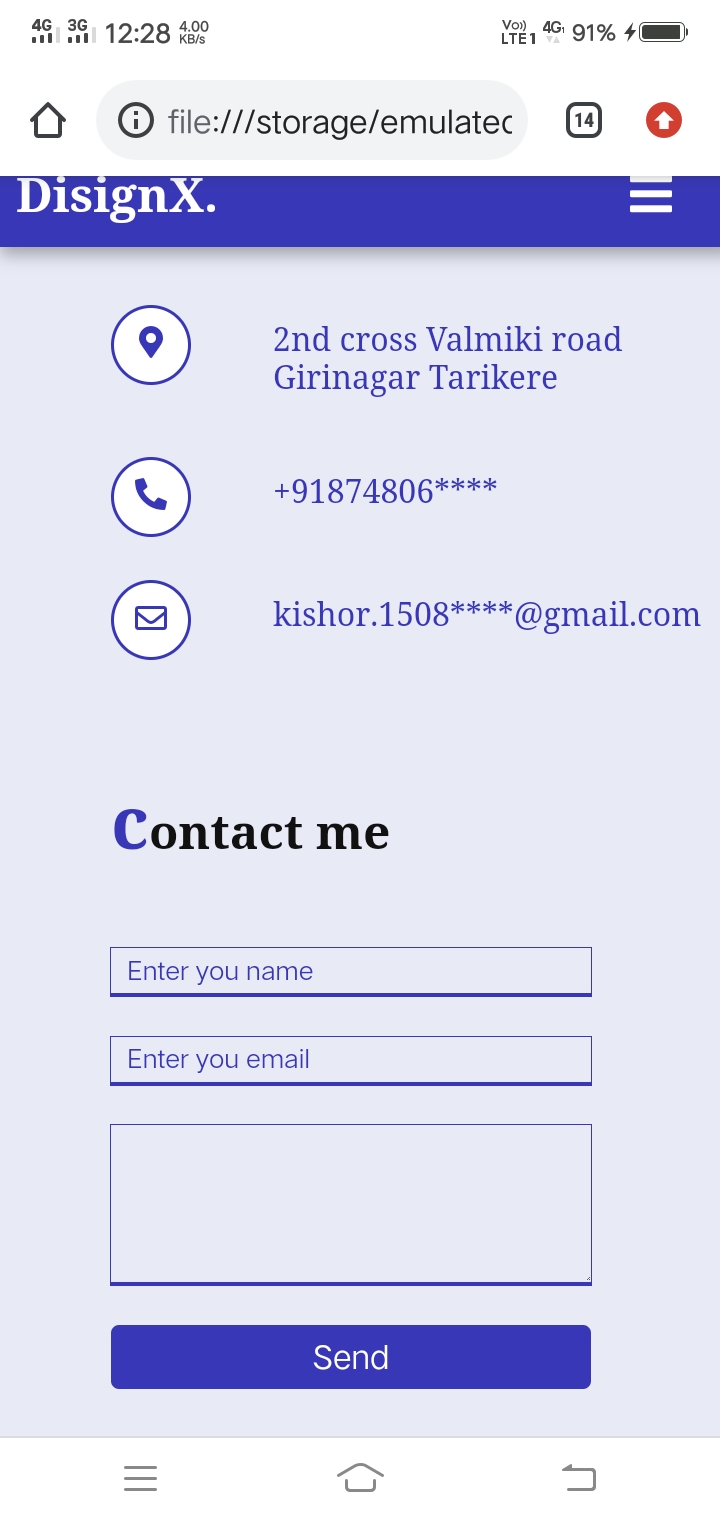 4G 3G 12:28 4.00 KB/s Vo)) LTE1 4G 91%
file:///storage/emulated
14
DisignX.
2nd cross Valmiki road
Girinagar Tarikere
+91874806****
kishor.1508****@gmail.com
Contact me
Enter you name
Enter you email
Send